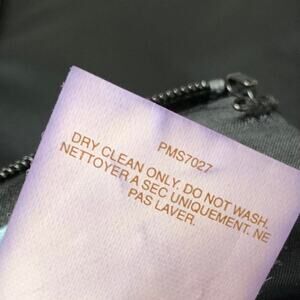 PMS7027
DRY CLEAN ONLY. DO NOT WASH.
NETTOYER A SEC UNIQUEMENT. NE
PAS LAVER.